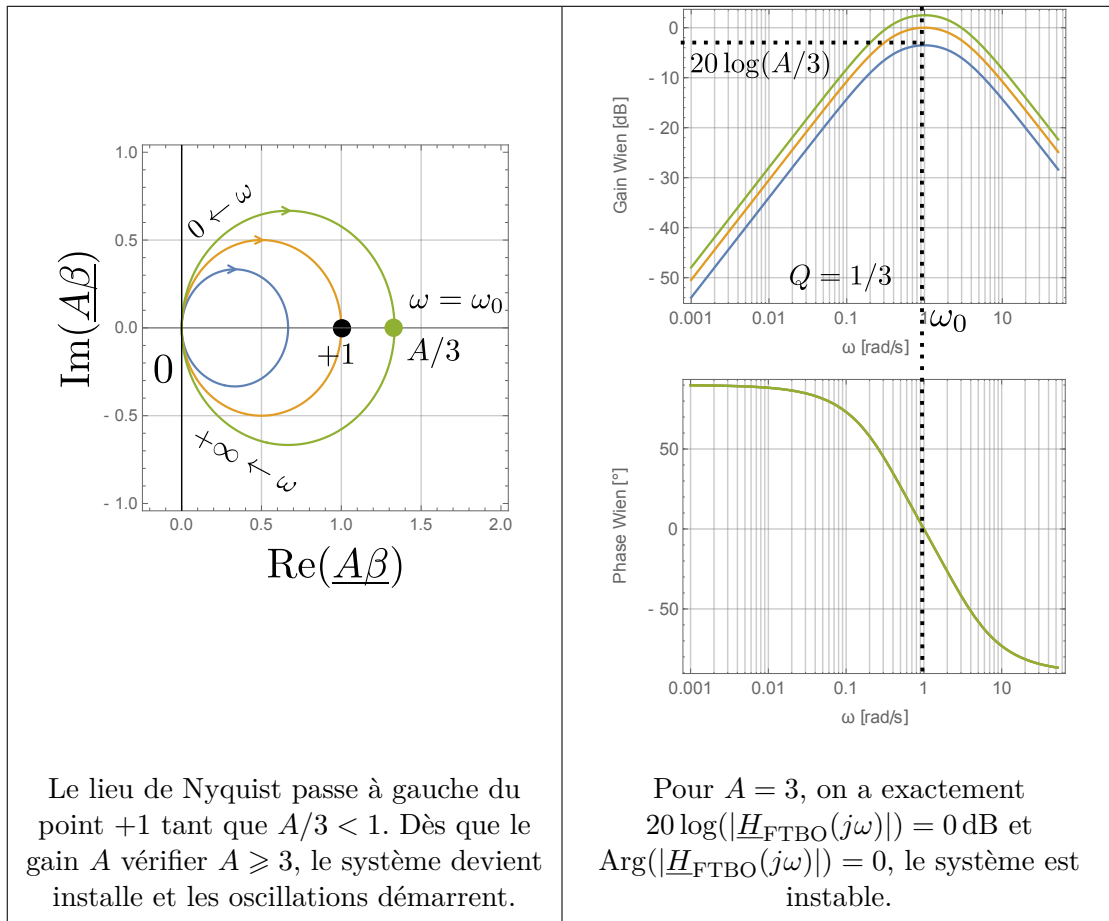 1.0
0.5
0.0
- 0.5
- 1.0
0.0
0.5
1.0
1.5
2.0
Im(Aβ)
Re(Aβ)
0 ← ω
+∞ ← ω
0
ω = ω₀
+1
A/3
Le lieu de Nyquist passe à gauche du
point +1 tant que A/3 < 1. Dès que le
gain A vérifier A ⩾ 3, le système devient
installe et les oscillations démarrent.
0
- 10
- 20
- 30
- 40
- 50
Gain Wien [dB]
20 log(A/3)
Q = 1/3
0.001
0.01
0.1
1
10
ω₀
ω [rad/s]
50
0
- 50
Phase Wien [°]
0.001
0.01
0.1
1
10
ω [rad/s]
Pour A = 3, on a exactement
20 log(|H_FTBO(jω)|) = 0 dB et
Arg(|H_FTBO(jω)|) = 0, le système est
instable.